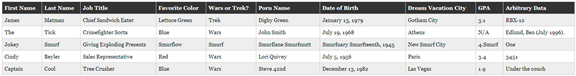 First Name Last Name Job Title Favorite Color Wars or Trek? Porn Name Date of Birth Dream Vacation City GPA Arbitrary Data
James Matman Chief Sandwich Eater Lettuce Green Trek Digby Green January 13, 1979 Gotham City 3.1 RBX-12
The Tick Crimefighter Sorta Blue Wars John Smith July 19, 1968 Athens N/A Edlund, Ben (July 1996).
Jokey Smurf Giving Exploding Presents Smurflow Smurf Smurflane Smurfmutt Smurfuary Smurfteenth, 1945 New Smurf City 4.Smurf One
Cindy Beyler Sales Representative Red Wars Lori Quivey July 5, 1956 Paris 3.4 3451
Captain Cool Tree Crusher Blue Wars Steve 42nd December 13, 1982 Las Vegas 1.9 Under the couch